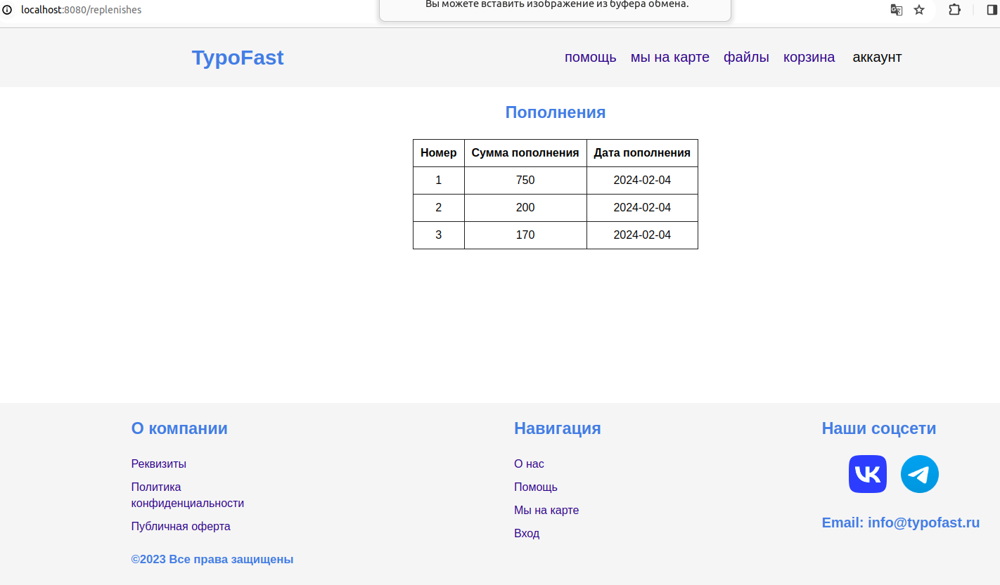 localhost:8080/replenishes
Вы можете вставить изображение из буфера обмена.
TypoFast
помощь мы на карте файлы корзина аккаунт
Пополнения
Номер Сумма пополнения Дата пополнения
1 750 2024-02-04
2 200 2024-02-04
3 170 2024-02-04
О компании
Реквизиты
Политика
конфиденциальности
Публичная оферта
©2023 Все права защищены
Навигация
О нас
Помощь
Мы на карте
Вход
Наши соцсети
Email: info@typofast.ru